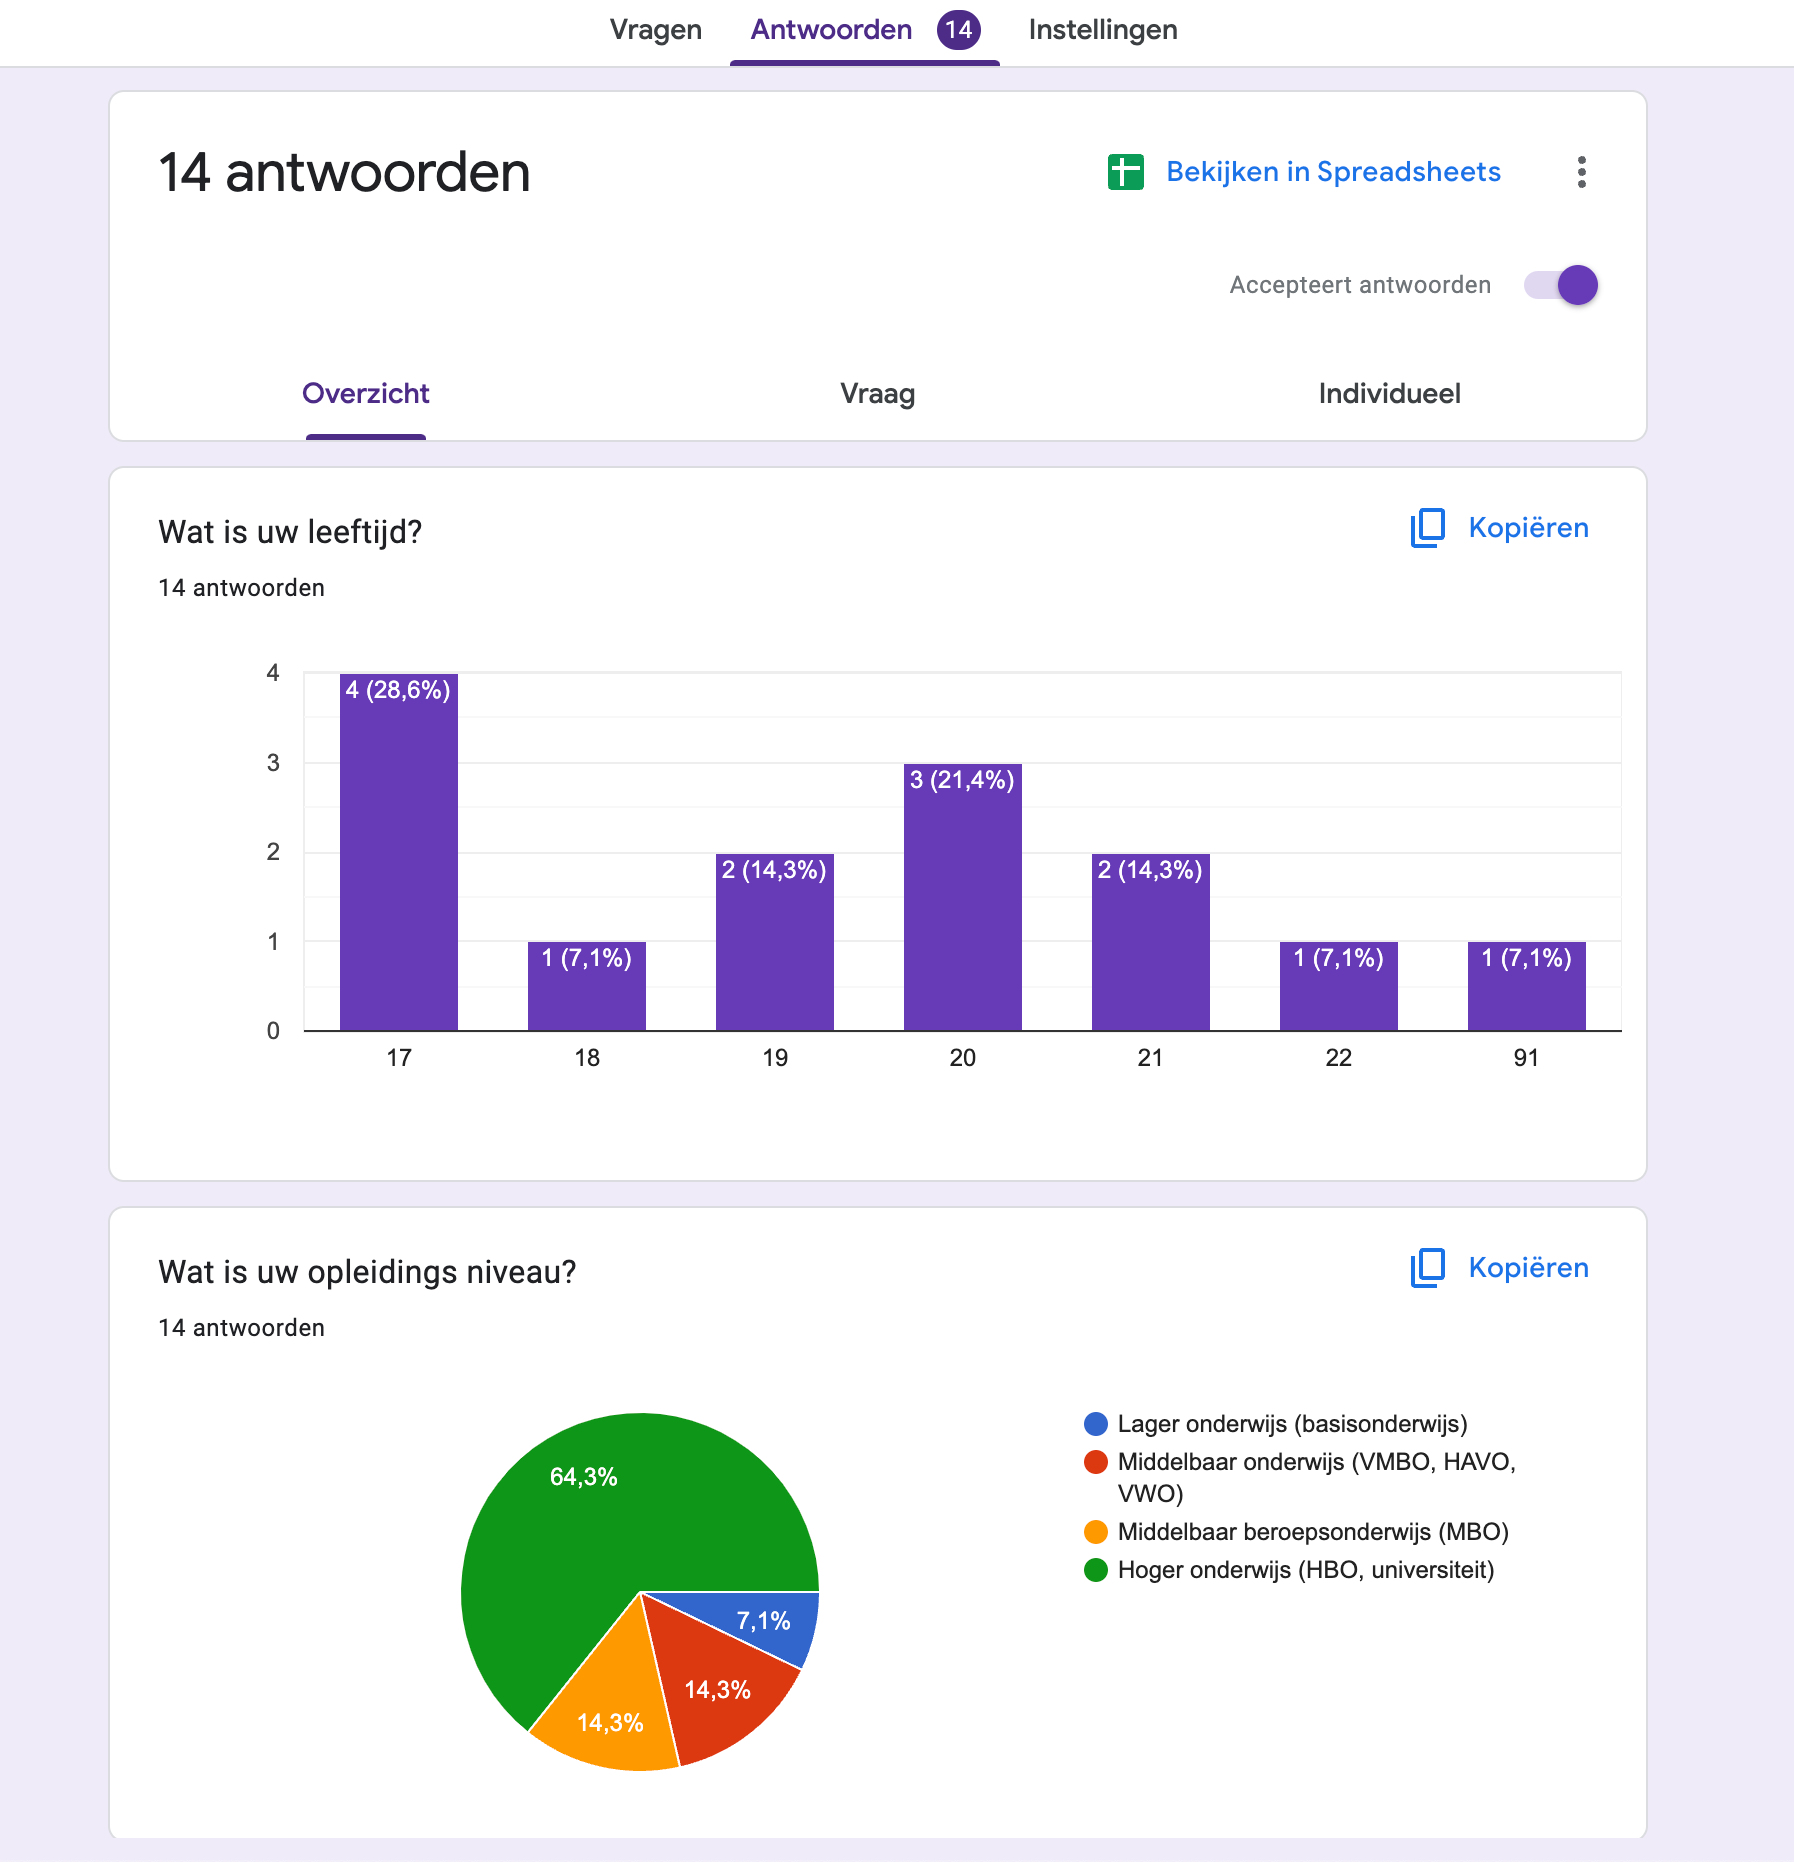 Vragen
Antwoorden 14
Instellingen
14 antwoorden
Bekijken in Spreadsheets
Accepteert antwoorden
Overzicht
Vraag
Individueel
Wat is uw leeftijd?
Kopiëren
14 antwoorden
4
3
2
1
0
4 (28,6%)
1 (7,1%)
2 (14,3%)
3 (21,4%)
2 (14,3%)
1 (7,1%)
1 (7,1%)
17
18
19
20
21
22
91
Wat is uw opleidings niveau?
Kopiëren
14 antwoorden
64,3%
7,1%
14,3%
14,3%
Lager onderwijs (basisonderwijs)
Middelbaar onderwijs (VMBO, HAVO,
VWO)
Middelbaar beroepsonderwijs (MBO)
Hoger onderwijs (HBO, universiteit)